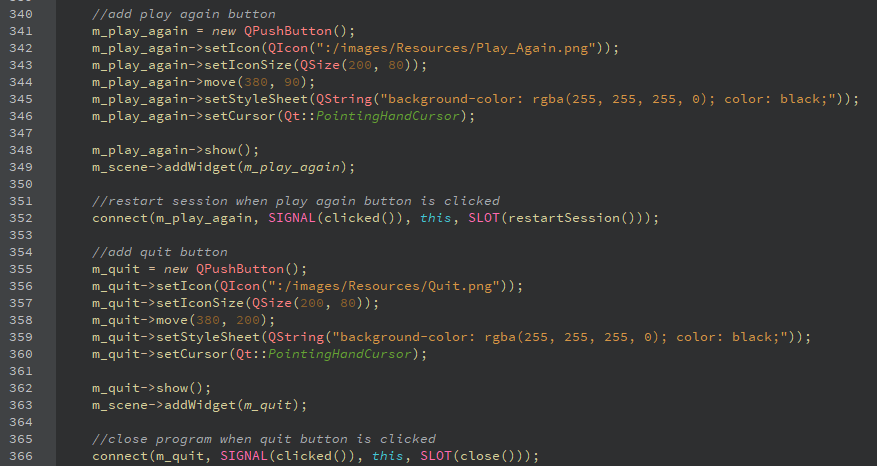 340 //add play again button
341 m_play_again = new QPushButton();
342 m_play_again->setIcon(QIcon(":/images/Resources/Play_Again.png"));
343 m_play_again->setIconSize(QSize(200, 80));
344 m_play_again->move(380, 90);
345 m_play_again->setStyleSheet(QString("background-color: rgba(255, 255, 255, 0); color: black;"));
346 m_play_again->setCursor(Qt::PointingHandCursor);
347
348 m_play_again->show();
349 m_scene->addWidget(m_play_again);
350
351 //restart session when play again button is clicked
352 connect(m_play_again, SIGNAL(clicked()), this, SLOT(restartSession()));
353
354 //add quit button
355 m_quit = new QPushButton();
356 m_quit->setIcon(QIcon(":/images/Resources/Quit.png"));
357 m_quit->setIconSize(QSize(200, 80));
358 m_quit->move(380, 200);
359 m_quit->setStyleSheet(QString("background-color: rgba(255, 255, 255, 0); color: black;"));
360 m_quit->setCursor(Qt::PointingHandCursor);
361
362 m_quit->show();
363 m_scene->addWidget(m_quit);
364
365 //close program when quit button is clicked
366 connect(m_quit, SIGNAL(clicked()), this, SLOT(close()));